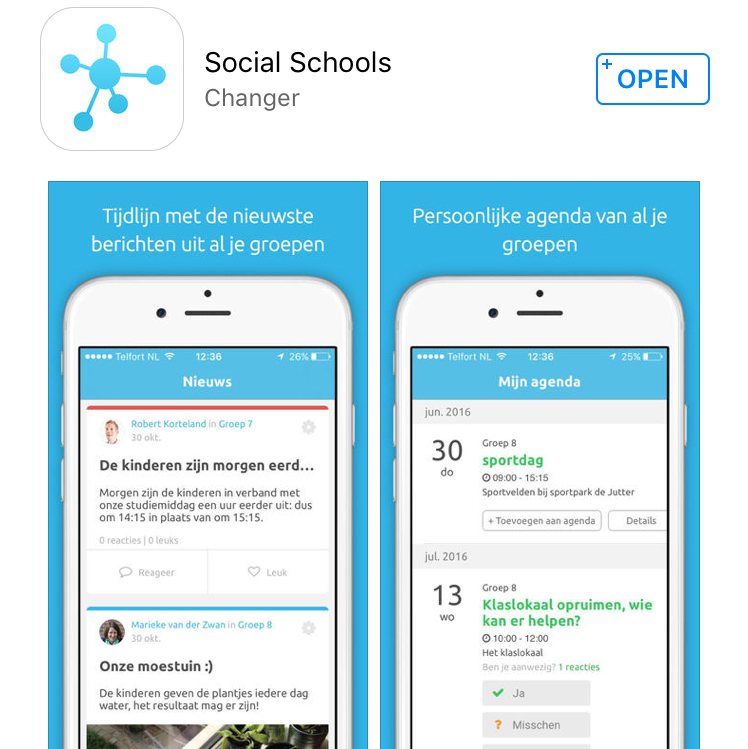 Social Schools
Changer
+ OPEN
Tijdlijn met de nieuwste
berichten uit al je groepen
Telfort NL 12:36 26%
Nieuws
Robert Korteland in Groep 7
30 okt.
De kinderen zijn morgen eerd...
Morgen zijn de kinderen in verband met
onze studiemiddag een uur eerder uit: dus
om 14:15 in plaats van om 15:15.
0 reacties | 0 leuks
Reageer Leuk
Marieke van der Zwan in Groep 8
30 okt.
Onze moestuin :)
De kinderen geven de plantjes iedere dag
water, het resultaat mag er zijn!
Persoonlijke agenda van al je
groepen
Telfort NL 12:36 25%
Mijn agenda
jun. 2016
30
do
Groep 8
sportdag
09:00 - 15:15
Sportvelden bij sportpark de Jutter
+ Toevoegen aan agenda Details
jul. 2016
13
wo
Groep 8
Klaslokaal opruimen, wie
kan er helpen?
10:00 - 12:00
Het klaslokaal
Ben je aanwezig? 1 reacties
Ja
? Misschen